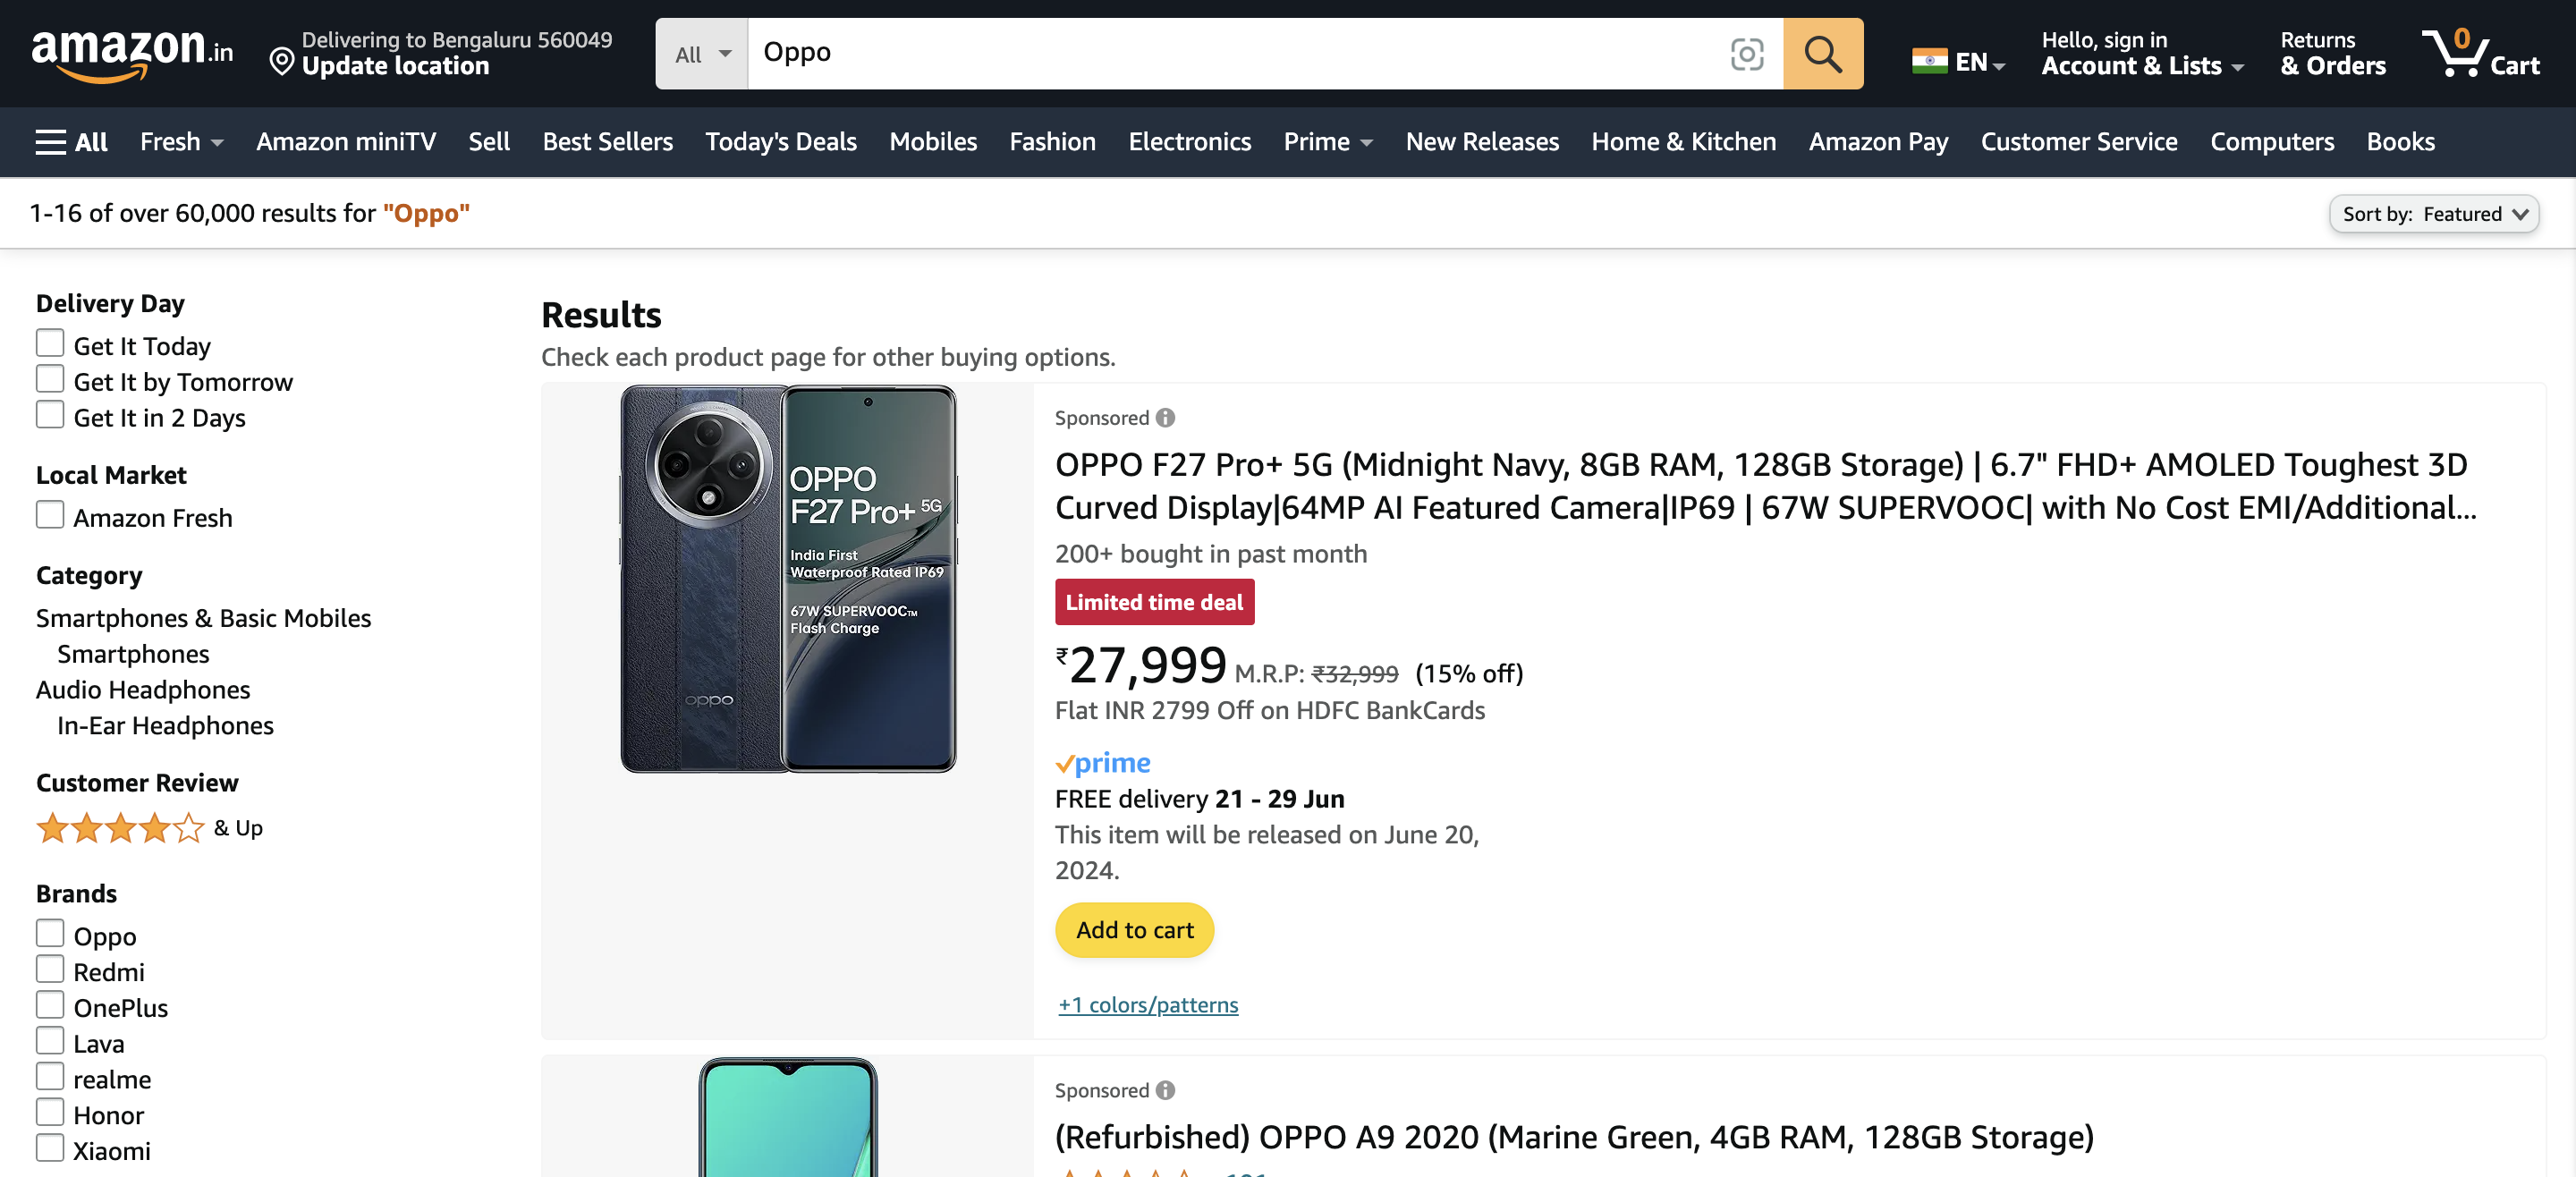 amazon.in
Delivering to Bengaluru 560049
Update location
All
Oppo
EN
Hello, sign in
Account & Lists
Returns
& Orders
0
Cart
All
Fresh
Amazon miniTV
Sell
Best Sellers
Today's Deals
Mobiles
Fashion
Electronics
Prime
New Releases
Home & Kitchen
Amazon Pay
Customer Service
Computers
Books
1-16 of over 60,000 results for "Oppo"
Sort by: Featured
Delivery Day
Get It Today
Get It by Tomorrow
Get It in 2 Days
Local Market
Amazon Fresh
Category
Smartphones & Basic Mobiles
Smartphones
Audio Headphones
In-Ear Headphones
Customer Review
& Up
Brands
Oppo
Redmi
OnePlus
Lava
realme
Honor
Xiaomi
Results
Check each product page for other buying options.
OPPO
F27 Pro+ 5G
India First
Waterproof Rated IP69
67W SUPERVOOC™
Flash Charge
oppo
Sponsored
OPPO F27 Pro+ 5G (Midnight Navy, 8GB RAM, 128GB Storage) | 6.7" FHD+ AMOLED Toughest 3D
Curved Display|64MP AI Featured Camera|IP69 | 67W SUPERVOOC| with No Cost EMI/Additional...
200+ bought in past month
Limited time deal
₹27,999 M.R.P: ₹32,999 (15% off)
Flat INR 2799 Off on HDFC BankCards
prime
FREE delivery 21 - 29 Jun
This item will be released on June 20,
2024.
Add to cart
+1 colors/patterns
Sponsored
(Refurbished) OPPO A9 2020 (Marine Green, 4GB RAM, 128GB Storage)